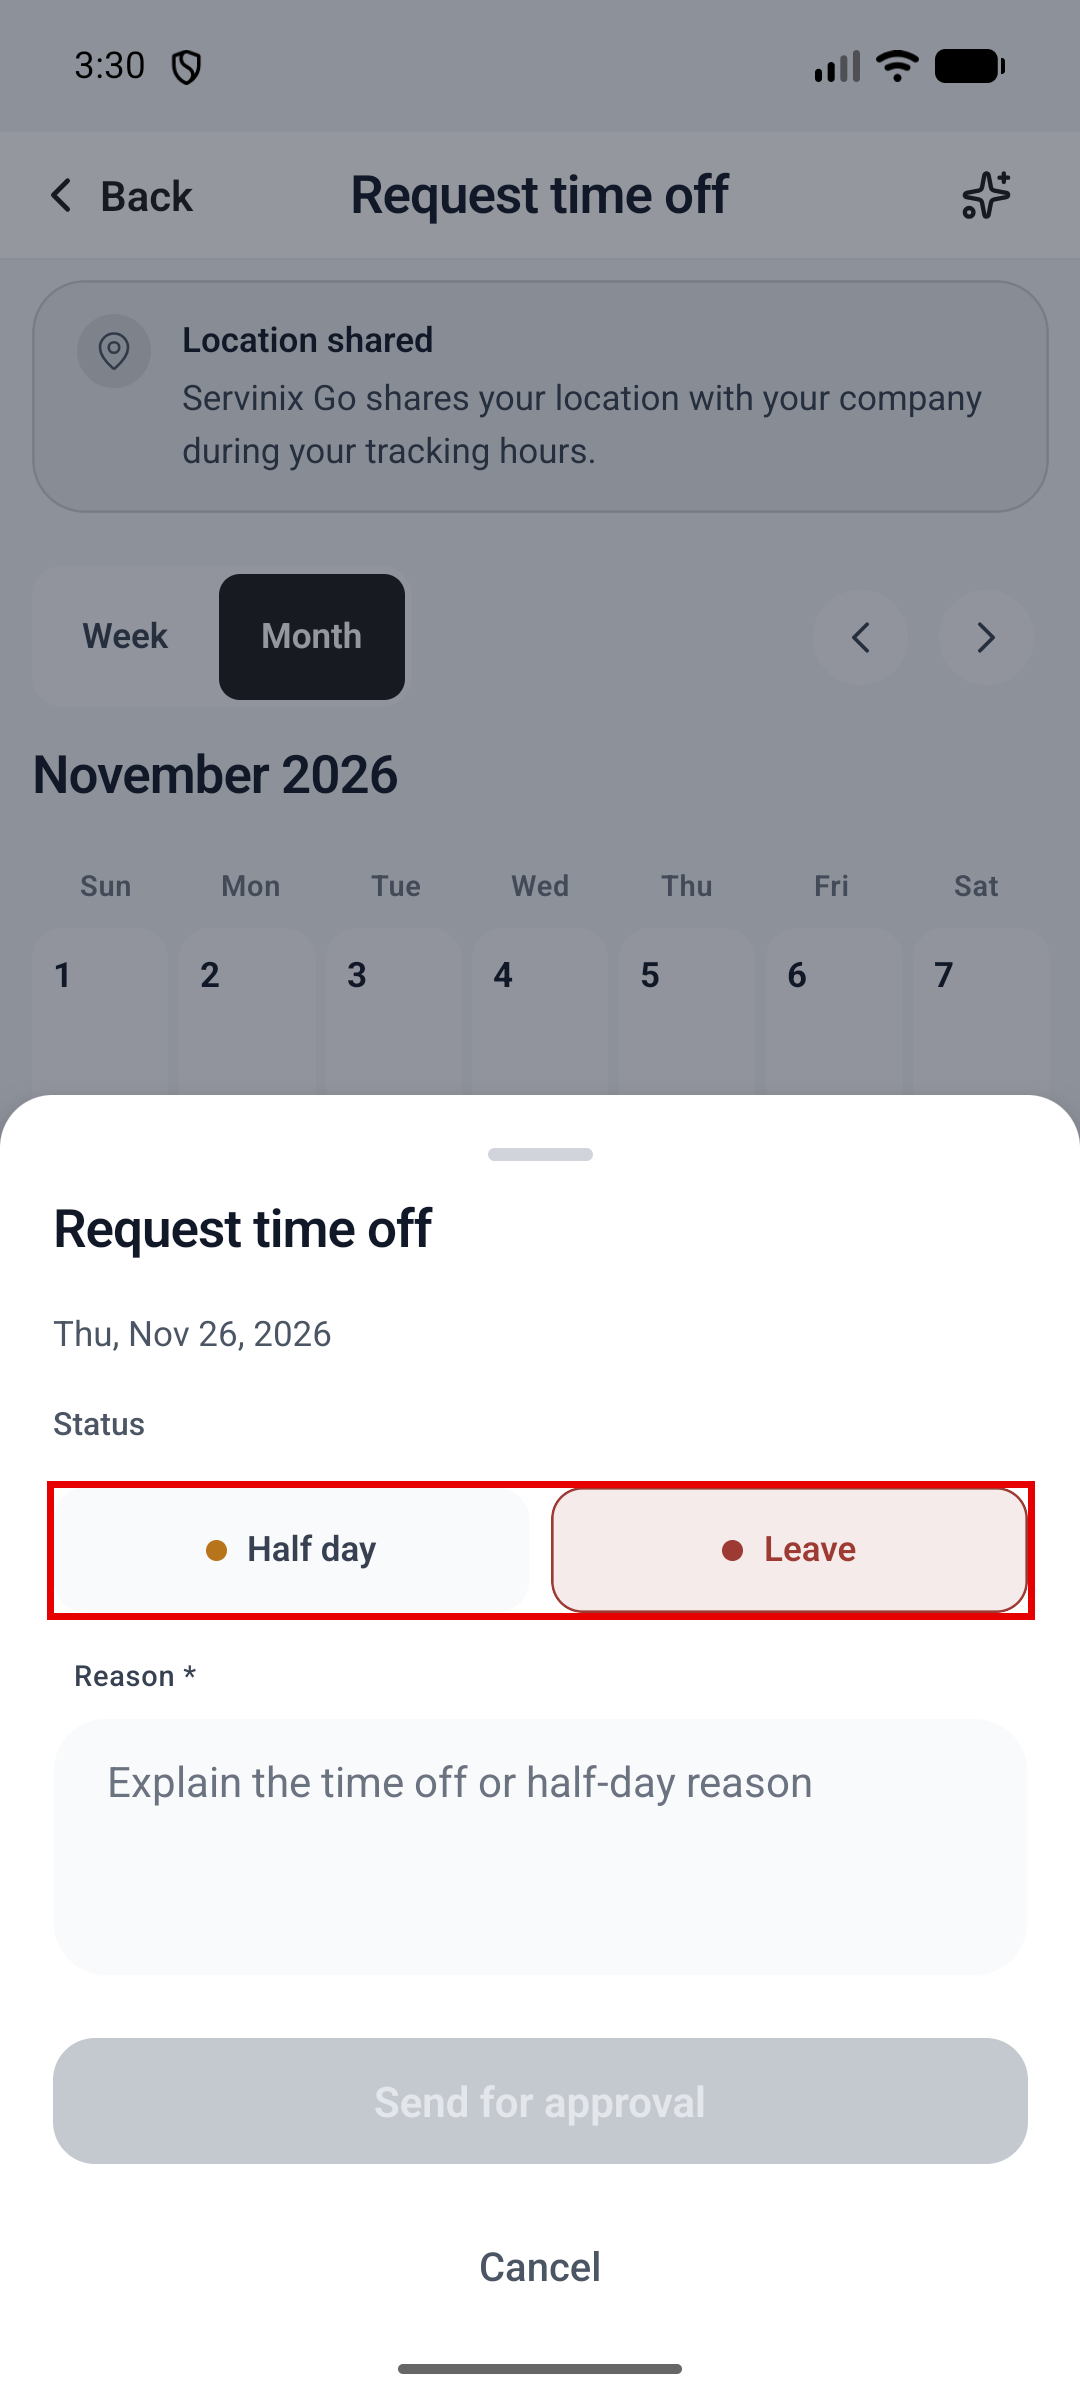 3:30
Back
Request time off
Location shared
Servinix Go shares your location with your company
during your tracking hours.
Week
Month
November 2026
Sun Mon Tue Wed Thu Fri Sat
1 2 3 4 5 6 7
Request time off
Thu, Nov 26, 2026
Status
Half day
Leave
Reason *
Explain the time off or half-day reason
Send for approval
Cancel